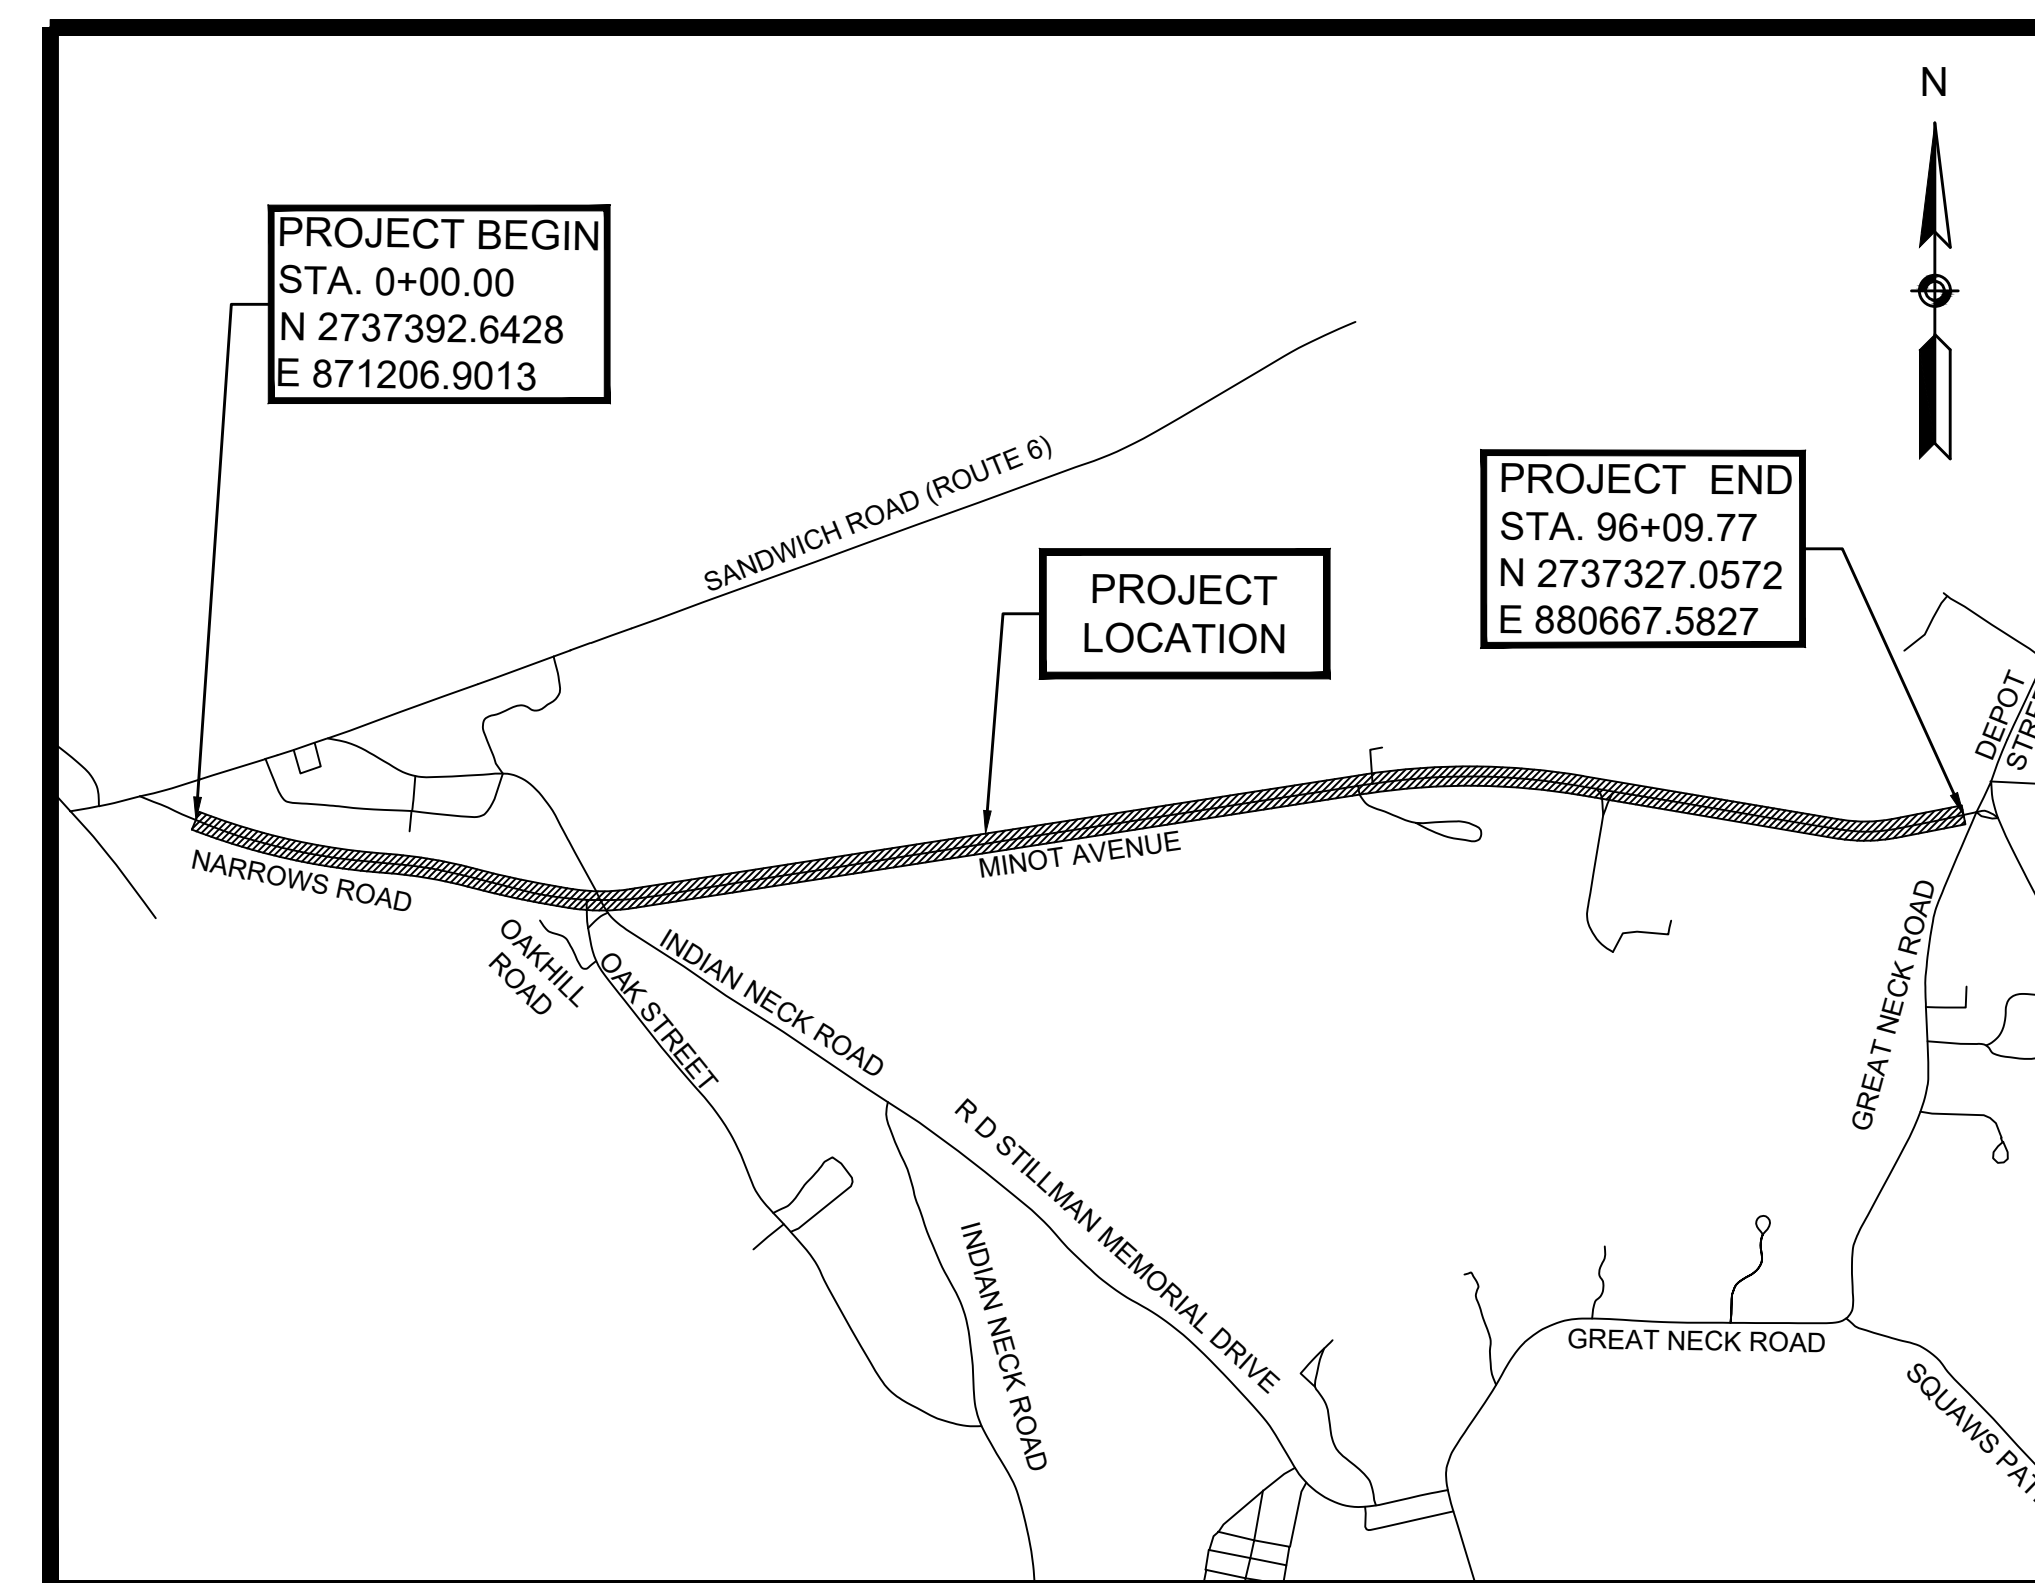 N
PROJECT BEGIN
STA. 0+00.00
N 2737392.6428
E 871206.9013
SANDWICH ROAD (ROUTE 6)
PROJECT END
STA. 96+09.77
N 2737327.0572
E 880667.5827
PROJECT
LOCATION
DEPOT
NARROWS ROAD
MINOT AVENUE
OAKHILL
ROAD
OAK STREET
INDIAN NECK ROAD
GREAT NECK ROAD
R D STILLMAN MEMORIAL DRIVE
INDIAN NECK ROAD
GREAT NECK ROAD
SQUAWS